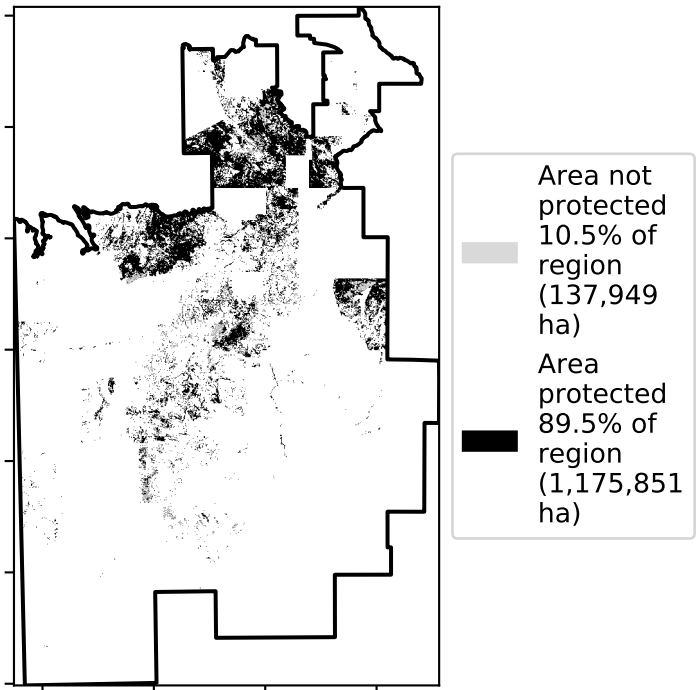 Area not
protected
10.5% of
region
(137,949
ha)
Area
protected
89.5% of
region
(1,175,851
ha)